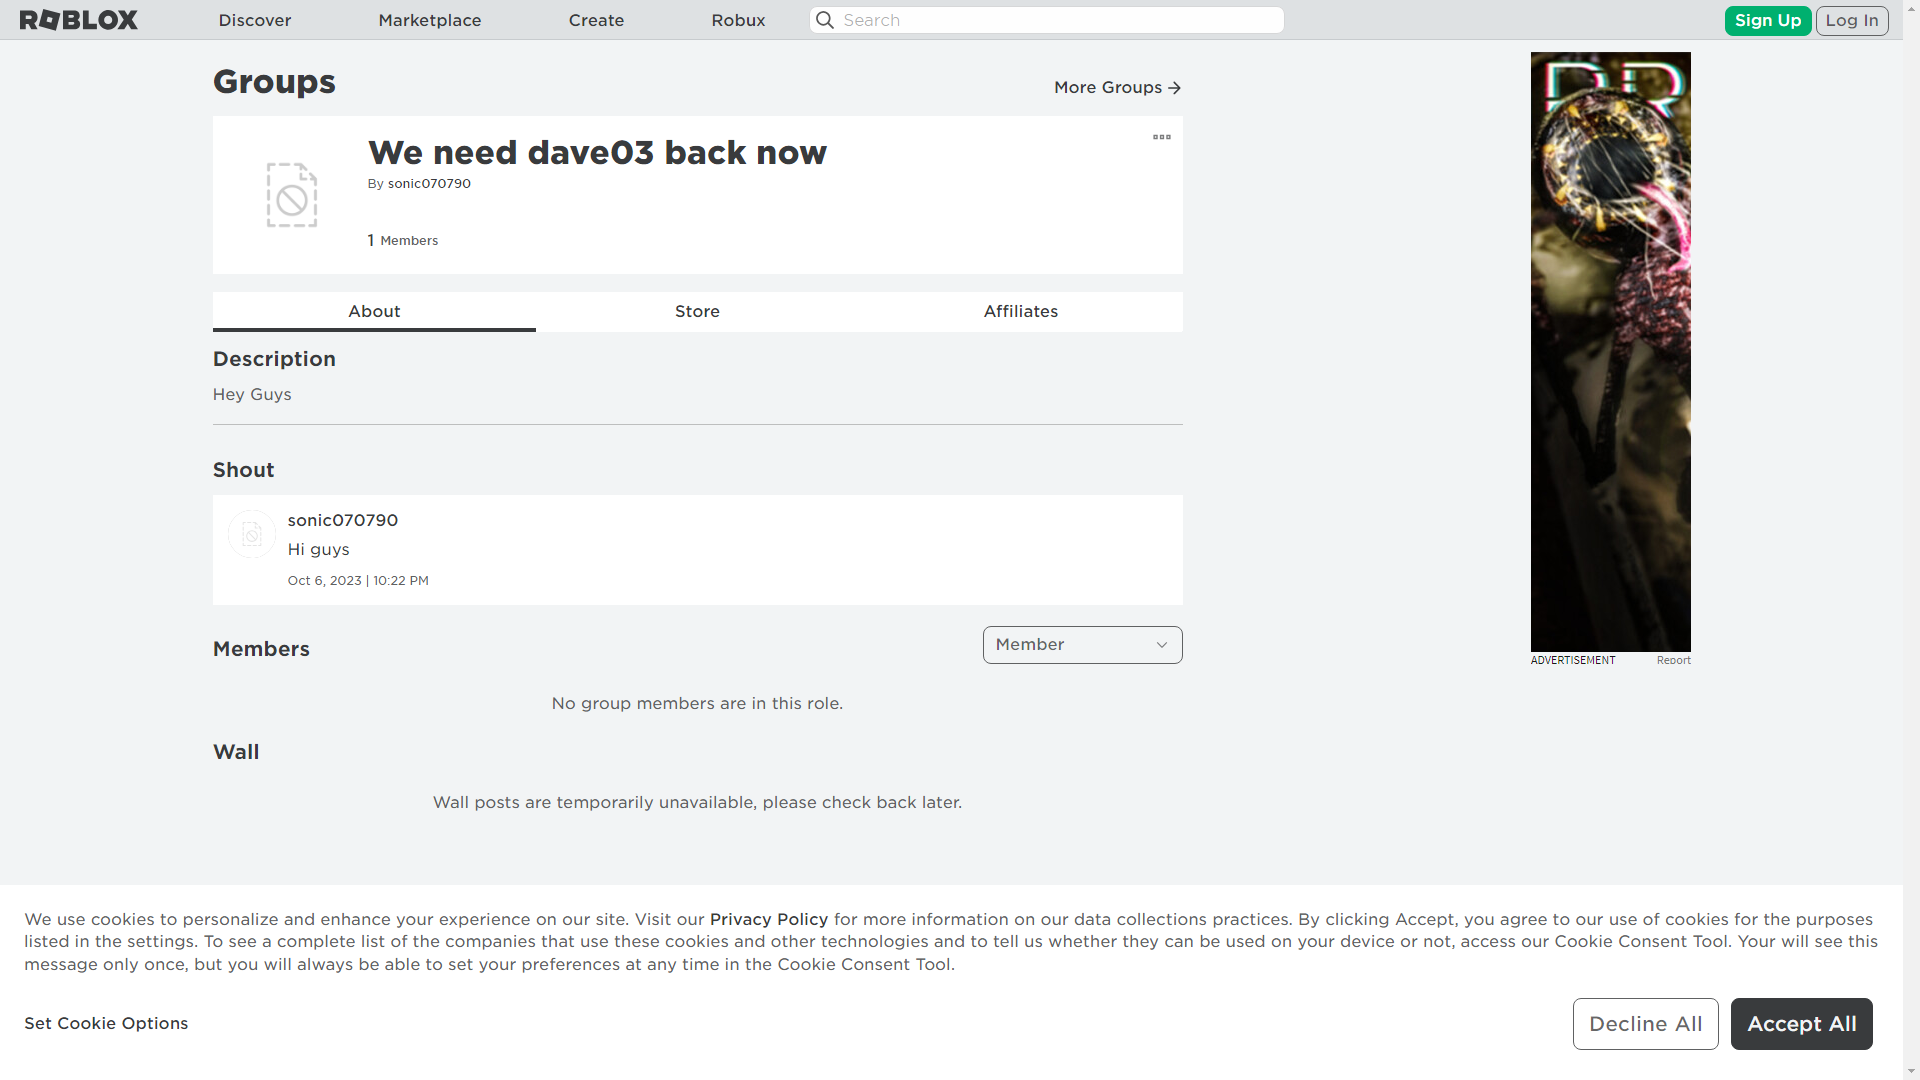 ROBLOX
Discover
Marketplace
Create
Robux
Search
Sign Up
Log In
Groups
More Groups
We need dave03 back now
By sonic070790
1 Members
About
Store
Affiliates
Description
Hey Guys
Shout
sonic070790
Hi guys
Oct 6, 2023 | 10:22 PM
Members
Member
No group members are in this role.
Wall
Wall posts are temporarily unavailable, please check back later.
ADVERTISEMENT
Report
We use cookies to personalize and enhance your experience on our site. Visit our Privacy Policy for more information on our data collections practices. By clicking Accept, you agree to our use of cookies for the purposes
listed in the settings. To see a complete list of the companies that use these cookies and other technologies and to tell us whether they can be used on your device or not, access our Cookie Consent Tool. Your will see this
message only once, but you will always be able to set your preferences at any time in the Cookie Consent Tool.
Set Cookie Options
Decline All
Accept All